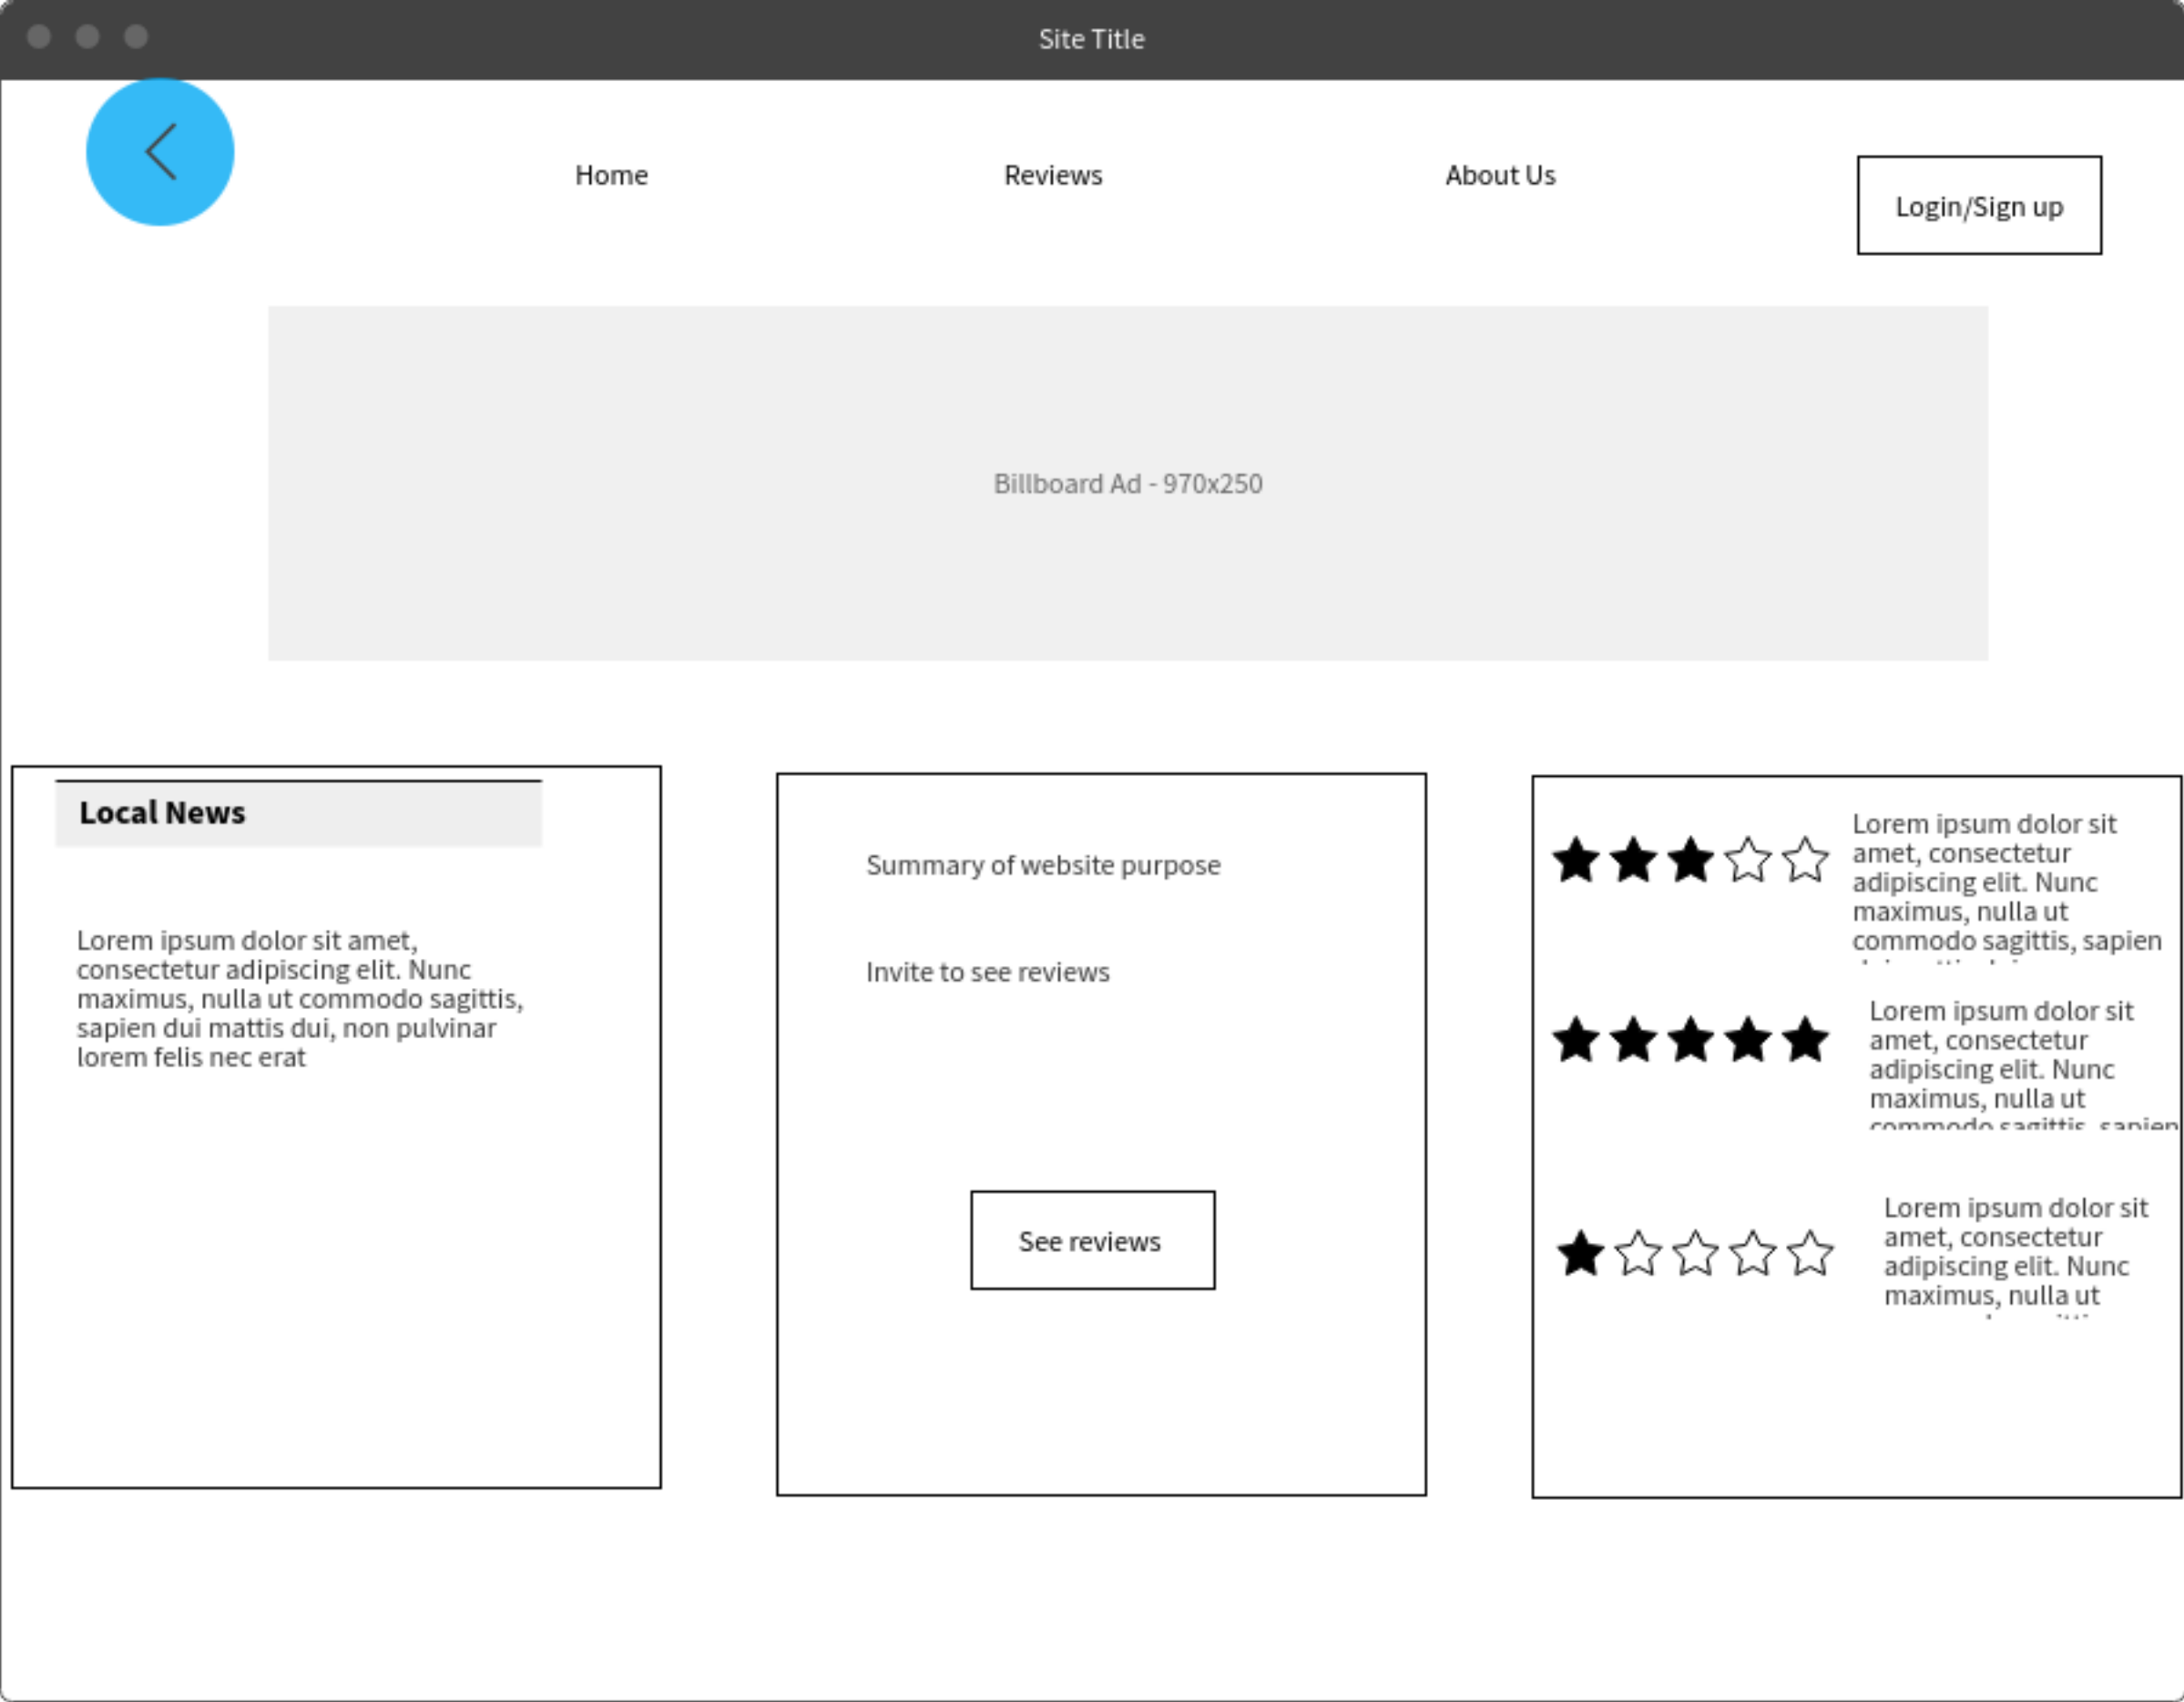 Site Title
Home
Reviews
About Us
Login/Sign up
Billboard Ad - 970x250
Local News
Lorem ipsum dolor sit amet,
consectetur adipiscing elit. Nunc
maximus, nulla ut commodo sagittis,
sapien dui mattis dui, non pulvinar
lorem felis nec erat
Summary of website purpose
Invite to see reviews
See reviews
Lorem ipsum dolor sit
amet, consectetur
adipiscing elit. Nunc
maximus, nulla ut
commodo sagittis, sapien
Lorem ipsum dolor sit
amet, consectetur
adipiscing elit. Nunc
maximus, nulla ut
commodo sagittis, sapien
Lorem ipsum dolor sit
amet, consectetur
adipiscing elit. Nunc
maximus, nulla ut